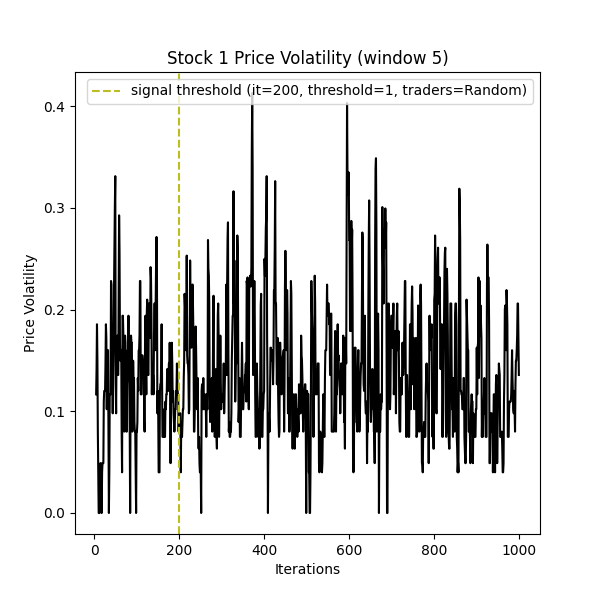 Stock 1 Price Volatility (window 5)
signal threshold (it=200, threshold=1, traders=Random)
0.4
0.3
0.2
0.1
0.0
Price Volatility
0 200 400 600 800 1000
Iterations